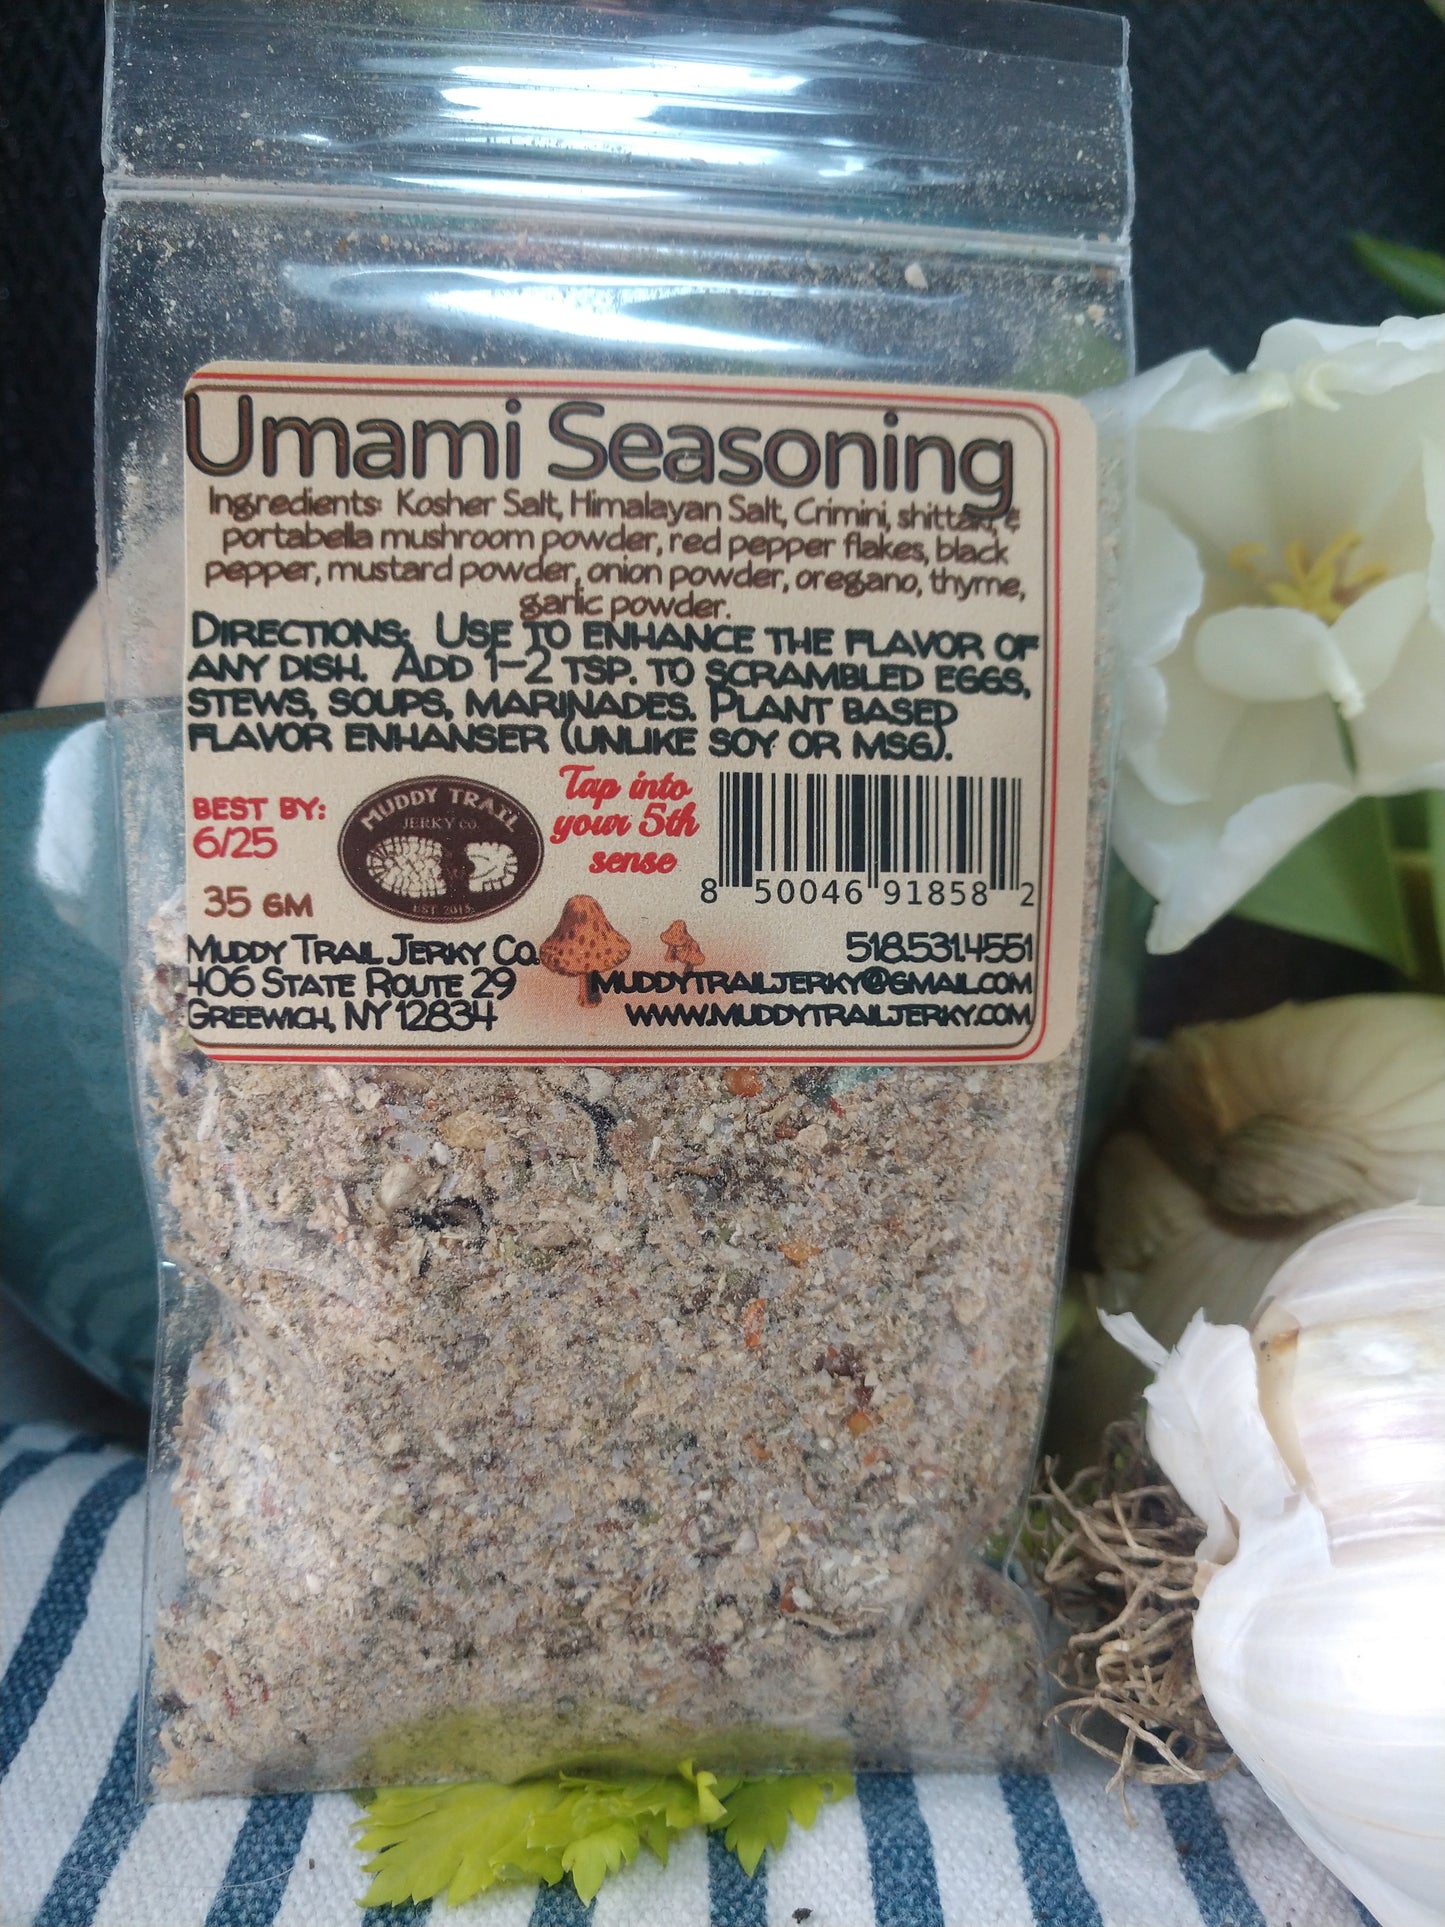 Umami Seasoning
Ingredients: Kosher Salt, Himalayan Salt, Crimini, shittaki, &
portabella mushroom powder, red pepper flakes, black
pepper, mustard powder, onion powder, oregano, thyme,
garlic powder.
Directions: Use to enhance the flavor of
any dish. Add 1-2 tsp. to scrambled eggs,
stews, soups, marinades. Plant based
flavor enhanser (unlike soy or msg).
Best by:
6/25
35 gm
MUDDY TRAIL
JERKY CO.
EST. 2015
Tap into
your 5th
sense
8 50046 91858 2
Muddy Trail Jerky Co.
406 State Route 29
Greewich, NY 12834
518.531.4551
muddytrailjerky@gmail.com
www.muddytrailjerky.com